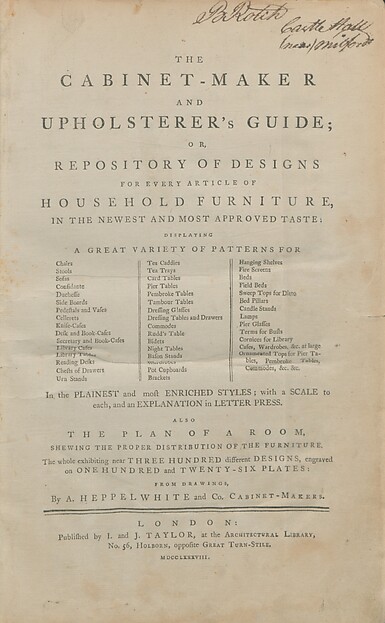 B Rotch
Castle Hall
(near) Milford
THE
CABINET-MAKER
AND
UPHOLSTERER's GUIDE;
OR,
REPOSITORY OF DESIGNS
FOR EVERY ARTICLE OF
HOUSEHOLD FURNITURE,
IN THE NEWEST AND MOST APPROVED TASTE:
DISPLAYING
A GREAT VARIETY OF PATTERNS FOR
Chairs
Stools
Sofas
Confidante
Duchesse
Side Boards
Pedestals and Vases
Cellerets
Knife-Cases
Desk and Book-Cases
Secretary and Book-Cases
Library Cases
Library Tables
Reading Desks
Chests of Drawers
Urn Stands
Tea Caddies
Tea Trays
Card Tables
Pier Tables
Pembroke Tables
Tambour Tables
Dressing Glasses
Dressing Tables and Drawers
Commodes
Rudd's Table
Bidets
Night Tables
Bason Stands
Wardrobes
Pot Cupboards
Brackets
Hanging Shelves
Fire Screens
Beds
Field Beds
Sweep Tops for Ditto
Bed Pillars
Candle Stands
Lamps
Pier Glasses
Terms for Busts
Cornices for Library
Cases, Wardrobes, &c. at large
Ornamented Tops for Pier Ta-
bles, Pembroke Tables,
Commodes, &c. &c.
In the PLAINEST and most ENRICHED STYLES; with a SCALE to
each, and an EXPLANATION in LETTER PRESS.
ALSO
THE PLAN OF A ROOM,
SHEWING THE PROPER DISTRIBUTION OF THE FURNITURE.
The whole exhibiting near THREE HUNDRED different DESIGNS, engraved
on ONE HUNDRED and TWENTY-SIX PLATES:
FROM DRAWINGS,
By A. HEPPELWHITE and Co. CABINET-MAKERS.
LONDON:
Published by I. and J. TAYLOR, at the ARCHITECTURAL LIBRARY,
No. 56, HOLBORN, opposite GREAT TURN-STILE.
MDCCLXXXVIII.